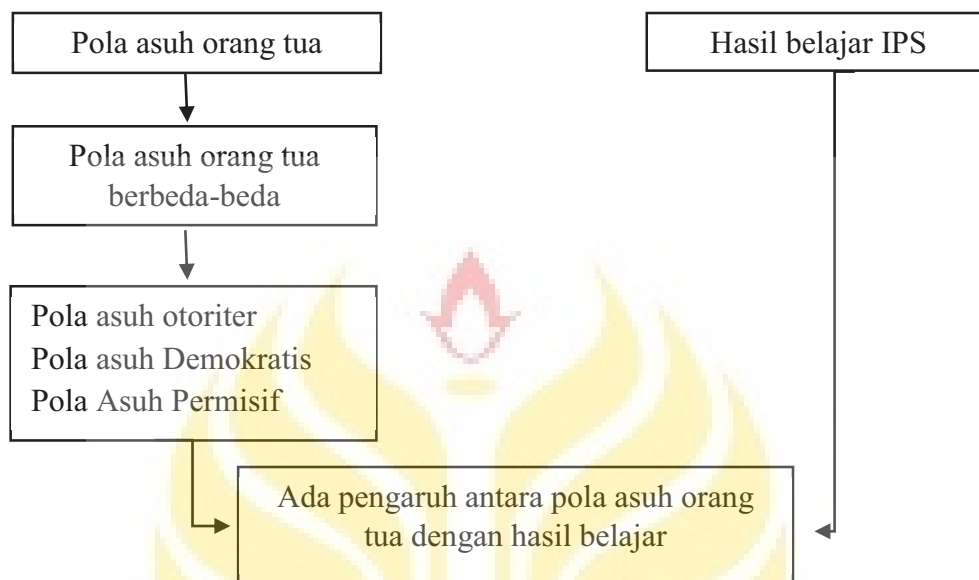 Pola asuh orang tua
Hasil belajar IPS
Pola asuh orang tua
berbeda-beda
Pola asuh otoriter
Pola asuh Demokratis
Pola Asuh Permisif
Ada pengaruh antara pola asuh orang
tua dengan hasil belajar